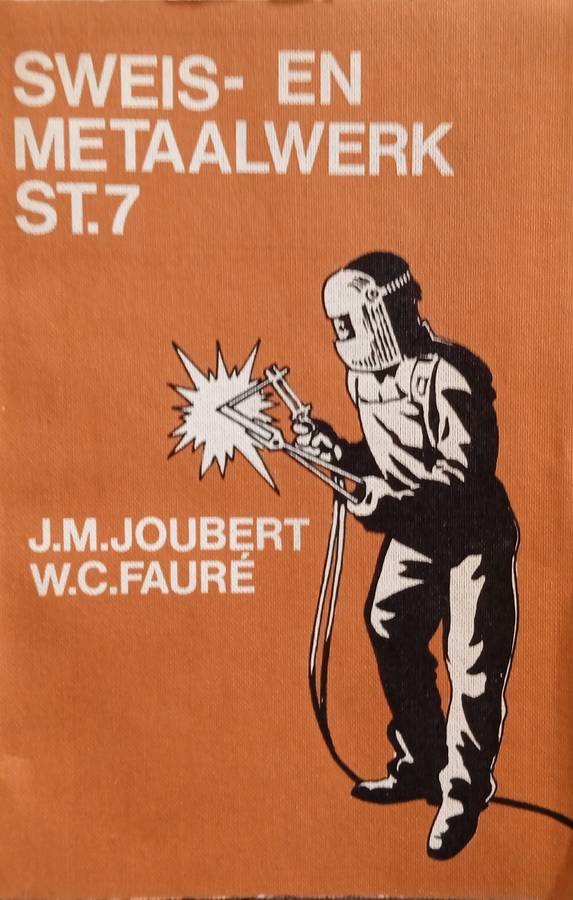 SWEIS- EN
METAALWERK
ST.7
J.M.JOUBERT
W.C.FAURÉ